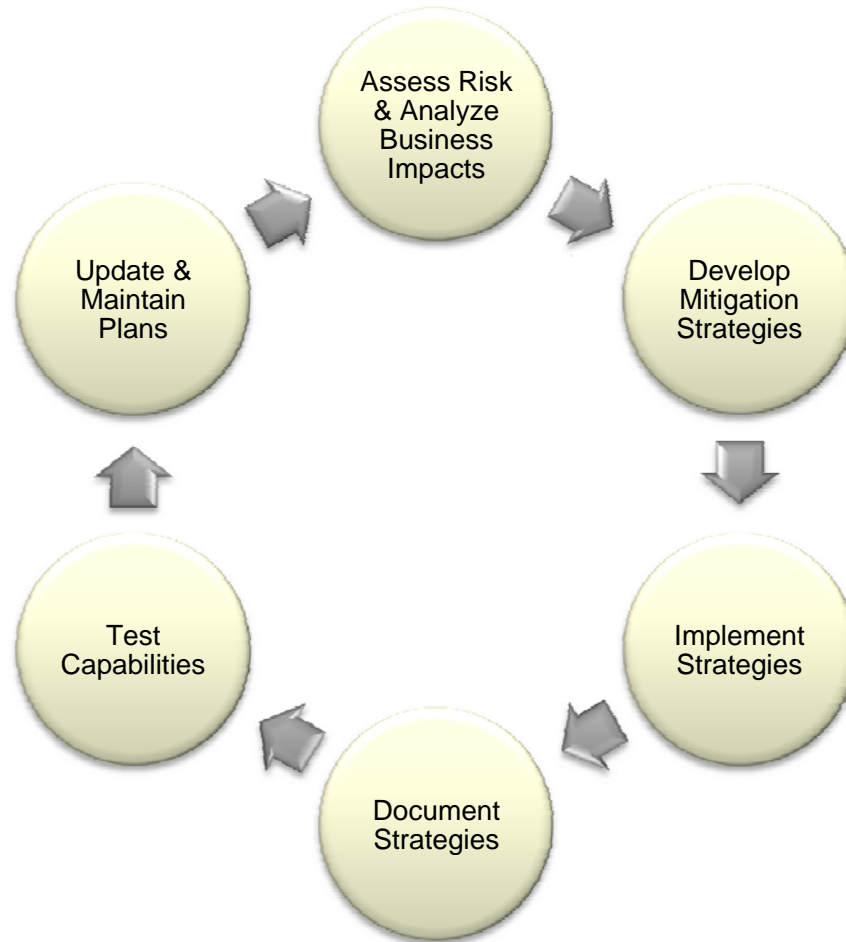 Assess Risk
& Analyze
Business
Impacts
Develop
Mitigation
Strategies
Implement
Strategies
Document
Strategies
Test
Capabilities
Update &
Maintain
Plans